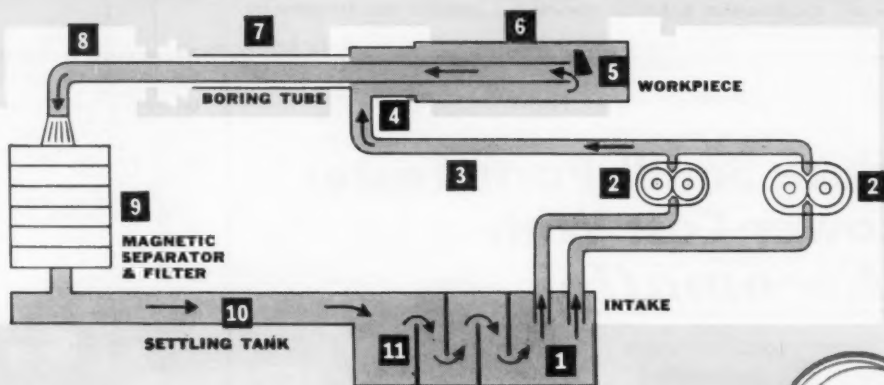 8
7
6
5
WORKPIECE
BORING TUBE
4
3
2
2
9
MAGNETIC
SEPARATOR
& FILTER
INTAKE
10
SETTLING TANK
11
1